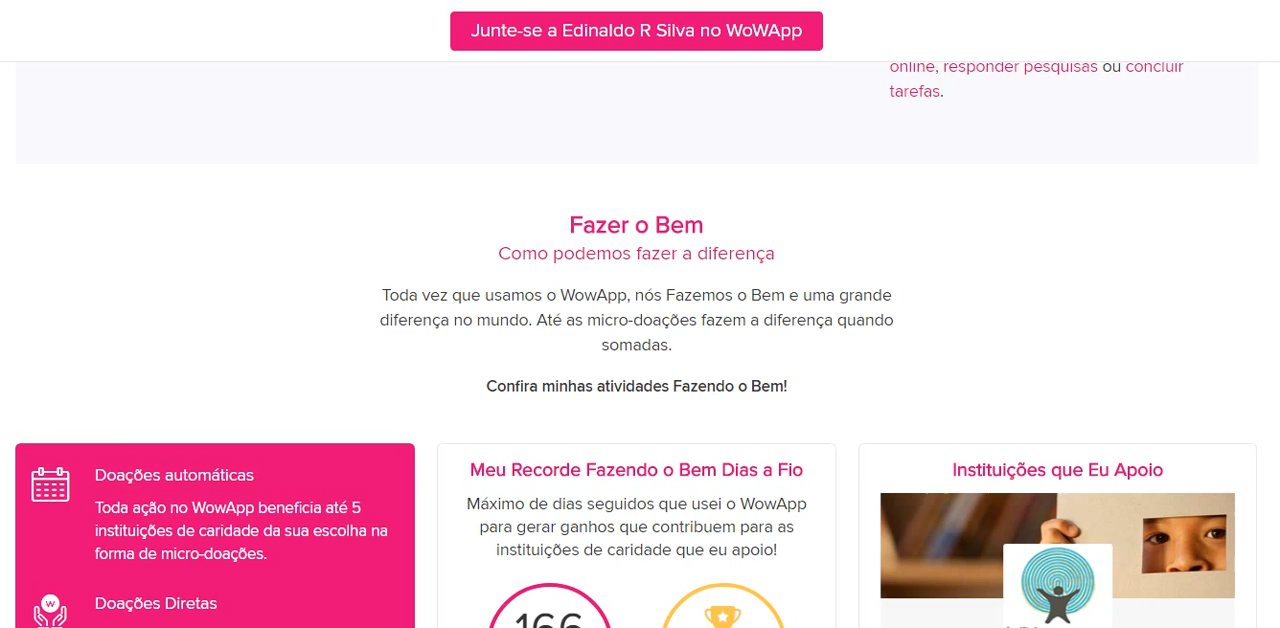 Junte-se a Edinaldo R Silva no WoWApp
online, responder pesquisas ou concluir
tarefas.
Fazer o Bem
Como podemos fazer a diferença
Toda vez que usamos o WowApp, nós Fazemos o Bem e uma grande
diferença no mundo. Até as micro-doações fazem a diferença quando
somadas.
Confira minhas atividades Fazendo o Bem!
Doações automáticas
Toda ação no WowApp beneficia até 5
instituições de caridade da sua escolha na
forma de micro-doações.
W
Doações Diretas
Meu Recorde Fazendo o Bem Dias a Fio
Máximo de dias seguidos que usei o WowApp
para gerar ganhos que contribuem para as
instituições de caridade que eu apoio!
166
Instituições que Eu Apoio